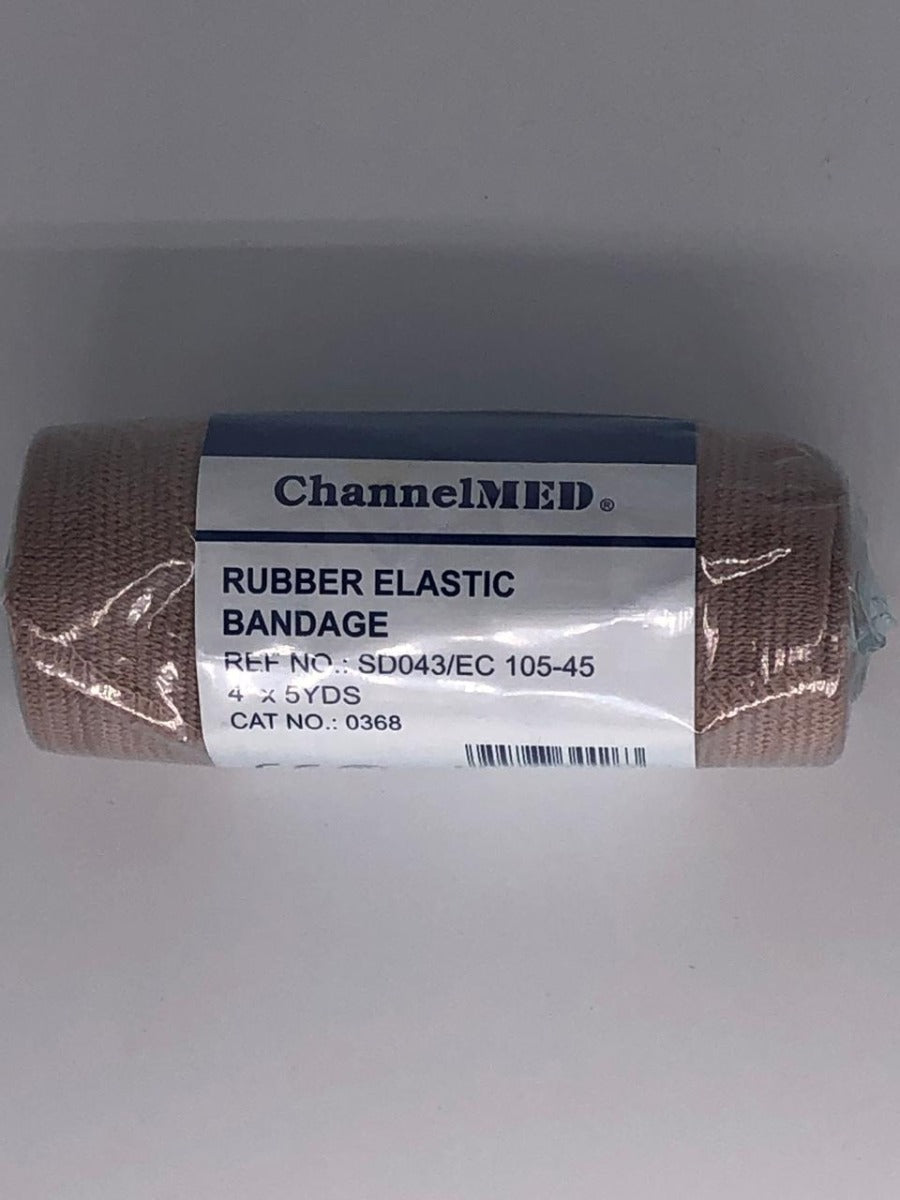 ChannelMED®
RUBBER ELASTIC
BANDAGE
REF NO.: SD043/EC 105-45
4 x 5YDS
CAT NO.: 0368